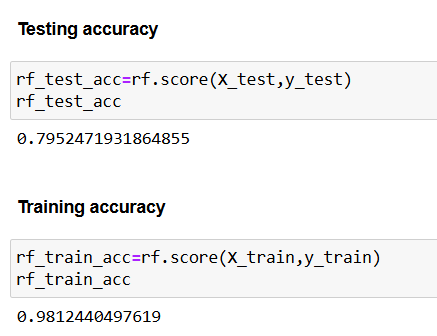 Testing accuracy
rf_test_acc=rf.score(X_test,y_test)
rf_test_acc
0.7952471931864855
Training accuracy
rf_train_acc=rf.score(X_train,y_train)
rf_train_acc
0.9812440497619